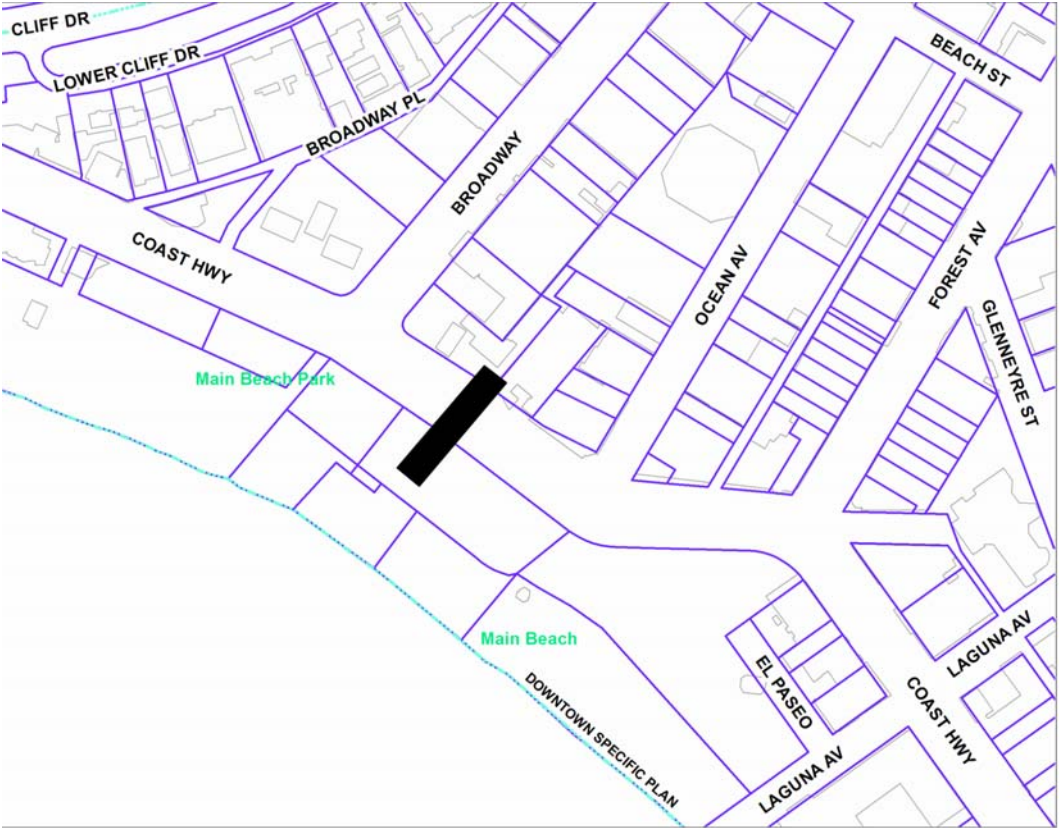 CLIFF DR
LOWER CLIFF DR
BROADWAY PL
BROADWAY
BEACH ST
COAST HWY
OCEAN AV
FOREST AV
GLENNEYRE ST
Main Beach Park
Main Beach
DOWNTOWN SPECIFIC PLAN
EL PASEO
LAGUNA AV
COAST HWY
LAGUNA AV